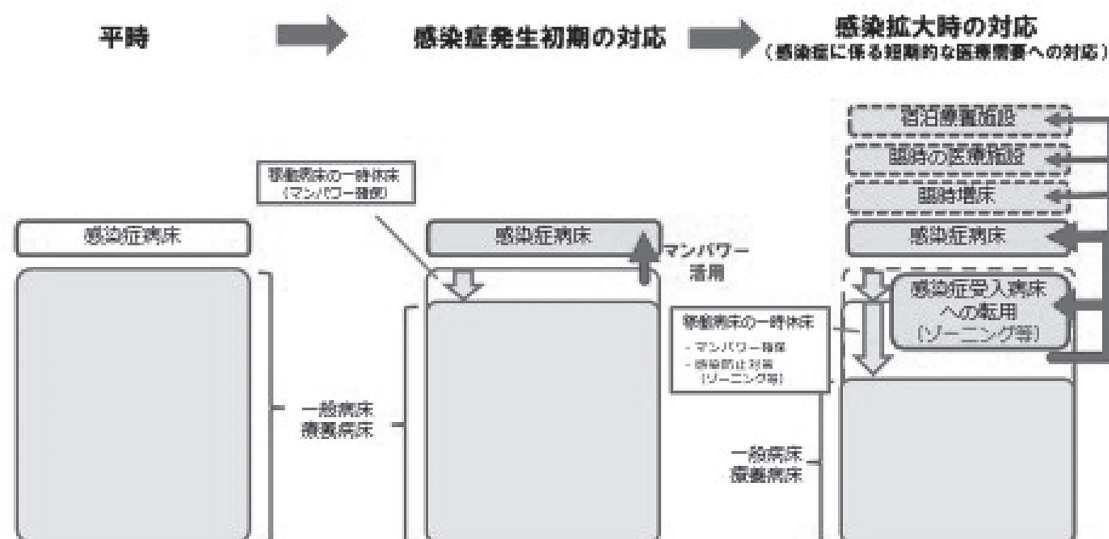 平時
感染症発生初期の対応
感染拡大時の対応
(感染症に係る短期的な医療需要への対応)
宿泊療養施設
臨時の医療施設
臨時増床
稼働病床の一時休床
(マンパワー確保)
感染症病床
感染症病床
感染症病床
マンパワー
活用
感染症受入病床
への転用
(ゾーニング等)
稼働病床の一時休床
- マンパワー確保
- 感染防止対策
(ゾーニング等)
一般病床
療養病床
一般病床
療養病床